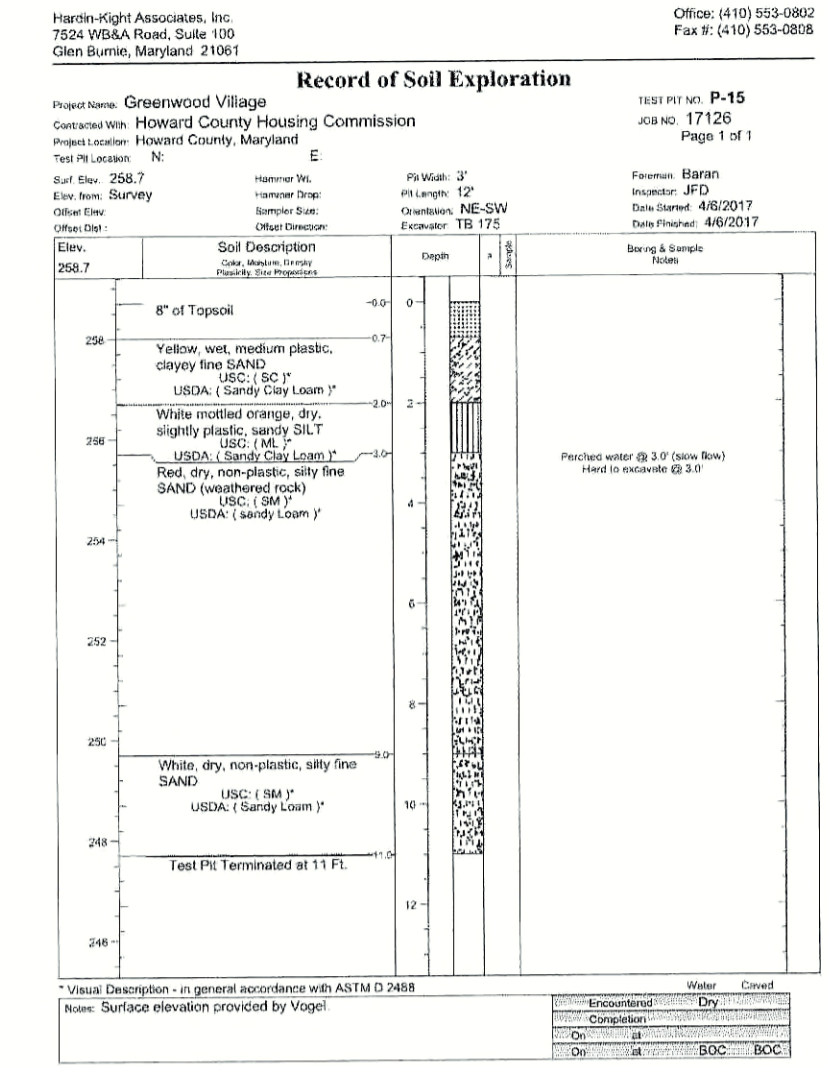 Hardin-Kight Associates, Inc.
7524 WB&A Road, Suite 100
Glen Burnie, Maryland 21061
Office: (410) 553-0802
Fax #: (410) 553-0808
Record of Soil Exploration
Project Name: Greenwood Village
Contracted With: Howard County Housing Commission
Project Location: Howard County, Maryland
Test Pit Location: N: E:
TEST PIT NO. P-15
JOB NO. 17126
Page 1 of 1
Surf. Elev. 258.7 Hammer Wt. Pit Width: 3' Foreman: Baran
Elev. from: Survey Hammer Drop: Pit Length: 12' Inspector: JFD
Offset Elev: Sampler Size: Orientation: NE-SW Date Started: 4/6/2017
Offset Dist.: Offset Direction: Excavator: TB 175 Date Finished: 4/6/2017
Elev.
258.7
Soil Description
Color, Moisture, Density
Plasticity, Size Proportions
Depth
#
Sample
Boring & Sample
Notes
8" of Topsoil
0.0
0
258
0.7
Yellow, wet, medium plastic,
clayey fine SAND
USC: ( SC )*
USDA: ( Sandy Clay Loam )*
2.0
2
White mottled orange, dry,
slightly plastic, sandy SILT
USC: ( ML )*
USDA: ( Sandy Clay Loam )*
256
3.0
Perched water @ 3.0' (slow flow)
Hard to excavate @ 3.0'
Red, dry, non-plastic, silty fine
SAND (weathered rock)
USC: ( SM )*
USDA: ( sandy Loam )*
4
254
6
252
8
250
9.0
White, dry, non-plastic, silty fine
SAND
USC: ( SM )*
USDA: ( Sandy Loam )*
10
248
11.0
Test Pit Terminated at 11 Ft.
12
246
* Visual Description - in general accordance with ASTM D 2488
Notes: Surface elevation provided by Vogel.
Water Caved
Encountered Dry
Completion
On at
On at BOC BOC